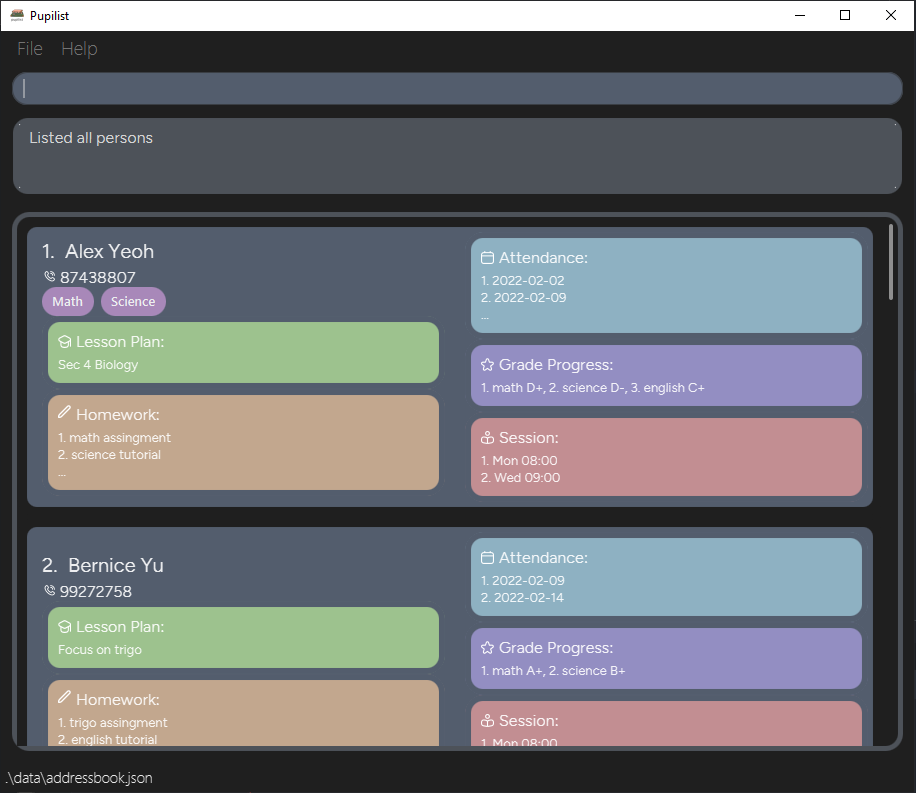 Pupilist
File Help
Listed all persons
1. Alex Yeoh
87438807
Math Science
Lesson Plan:
Sec 4 Biology
Homework:
1. math assingment
2. science tutorial
...
Attendance:
1. 2022-02-02
2. 2022-02-09
...
Grade Progress:
1. math D+, 2. science D-, 3. english C+
Session:
1. Mon 08:00
2. Wed 09:00
2. Bernice Yu
99272758
Lesson Plan:
Focus on trigo
Homework:
1. trigo assingment
2. english tutorial
Attendance:
1. 2022-02-09
2. 2022-02-14
Grade Progress:
1. math A+, 2. science B+
Session:
1. Mon 08:00
.\data\addressbook.json